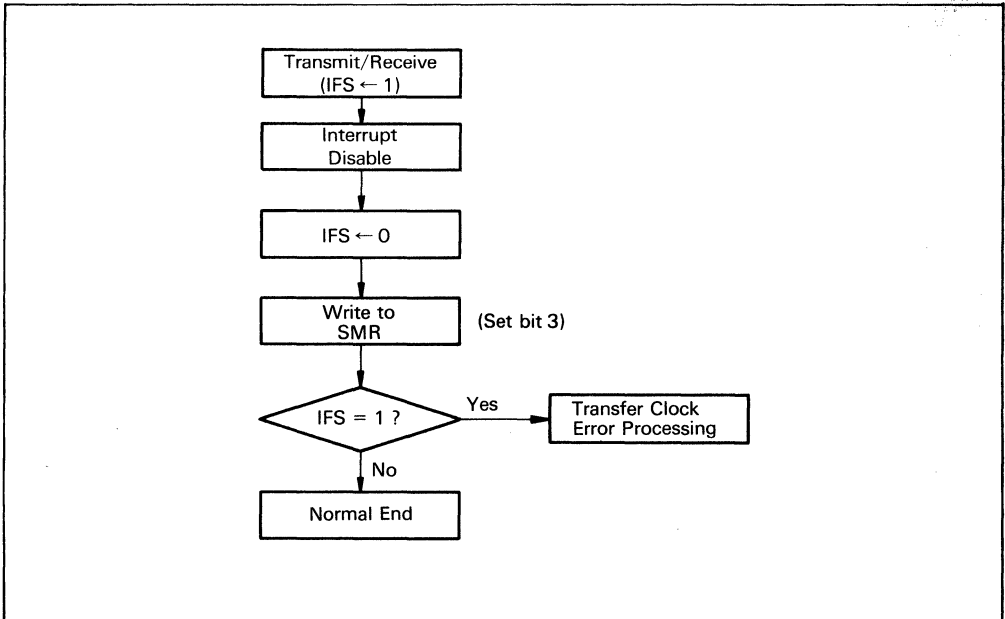 Transmit/Receive
(IFS ← 1)
Interrupt
Disable
IFS ← 0
Write to
SMR
(Set bit 3)
IFS = 1 ?
Yes
Transfer Clock
Error Processing
No
Normal End